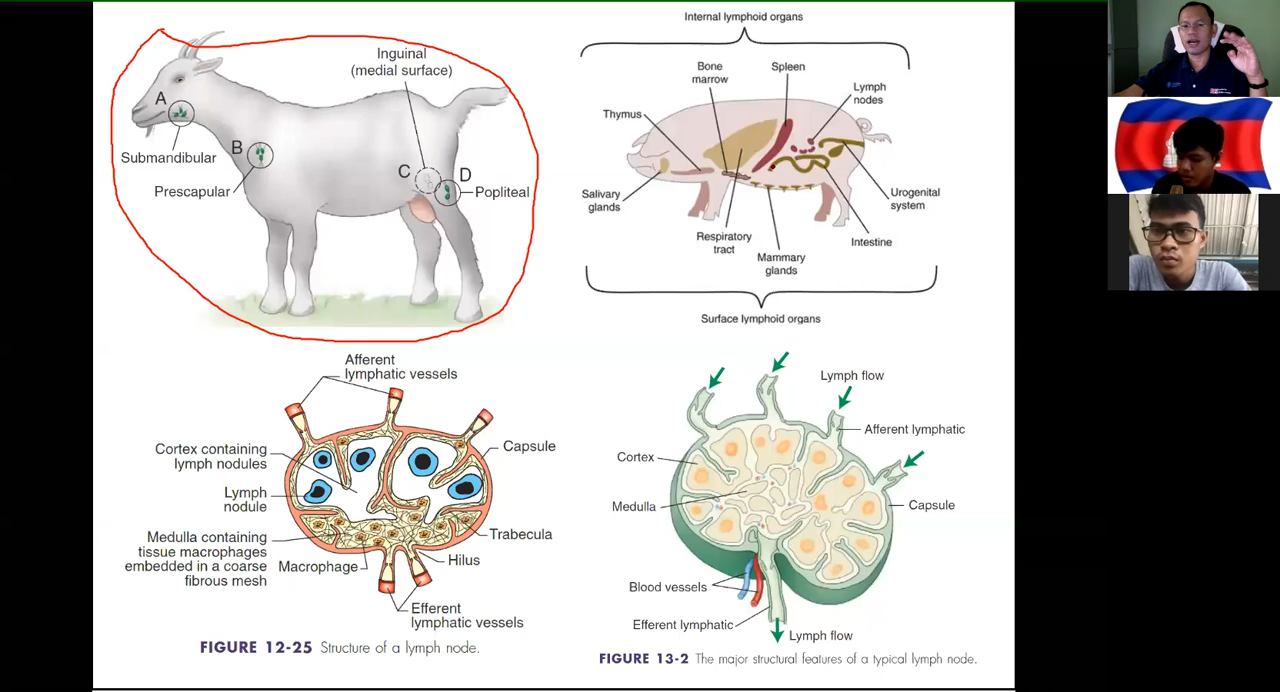 Inguinal
(medial surface)
A
Submandibular
B
Prescapular
C
D
Popliteal
Internal lymphoid organs
Bone
marrow
Spleen
Lymph
nodes
Thymus
Salivary
glands
Respiratory
tract
Mammary
glands
Intestine
Urogenital
system
Surface lymphoid organs
Afferent
lymphatic vessels
Cortex containing
lymph nodules
Capsule
Lymph
node
Trabecula
Medulla containing
tissue macrophages
embedded in a coarse
fibrous mesh
Macrophage
Hilus
Efferent
lymphatic vessels
FIGURE 12-25 Structure of a lymph node.
Lymph flow
Afferent lymphatic
Cortex
Medulla
Capsule
Blood vessels
Efferent lymphatic
Lymph flow
FIGURE 13-2 The major structural features of a typical lymph node.